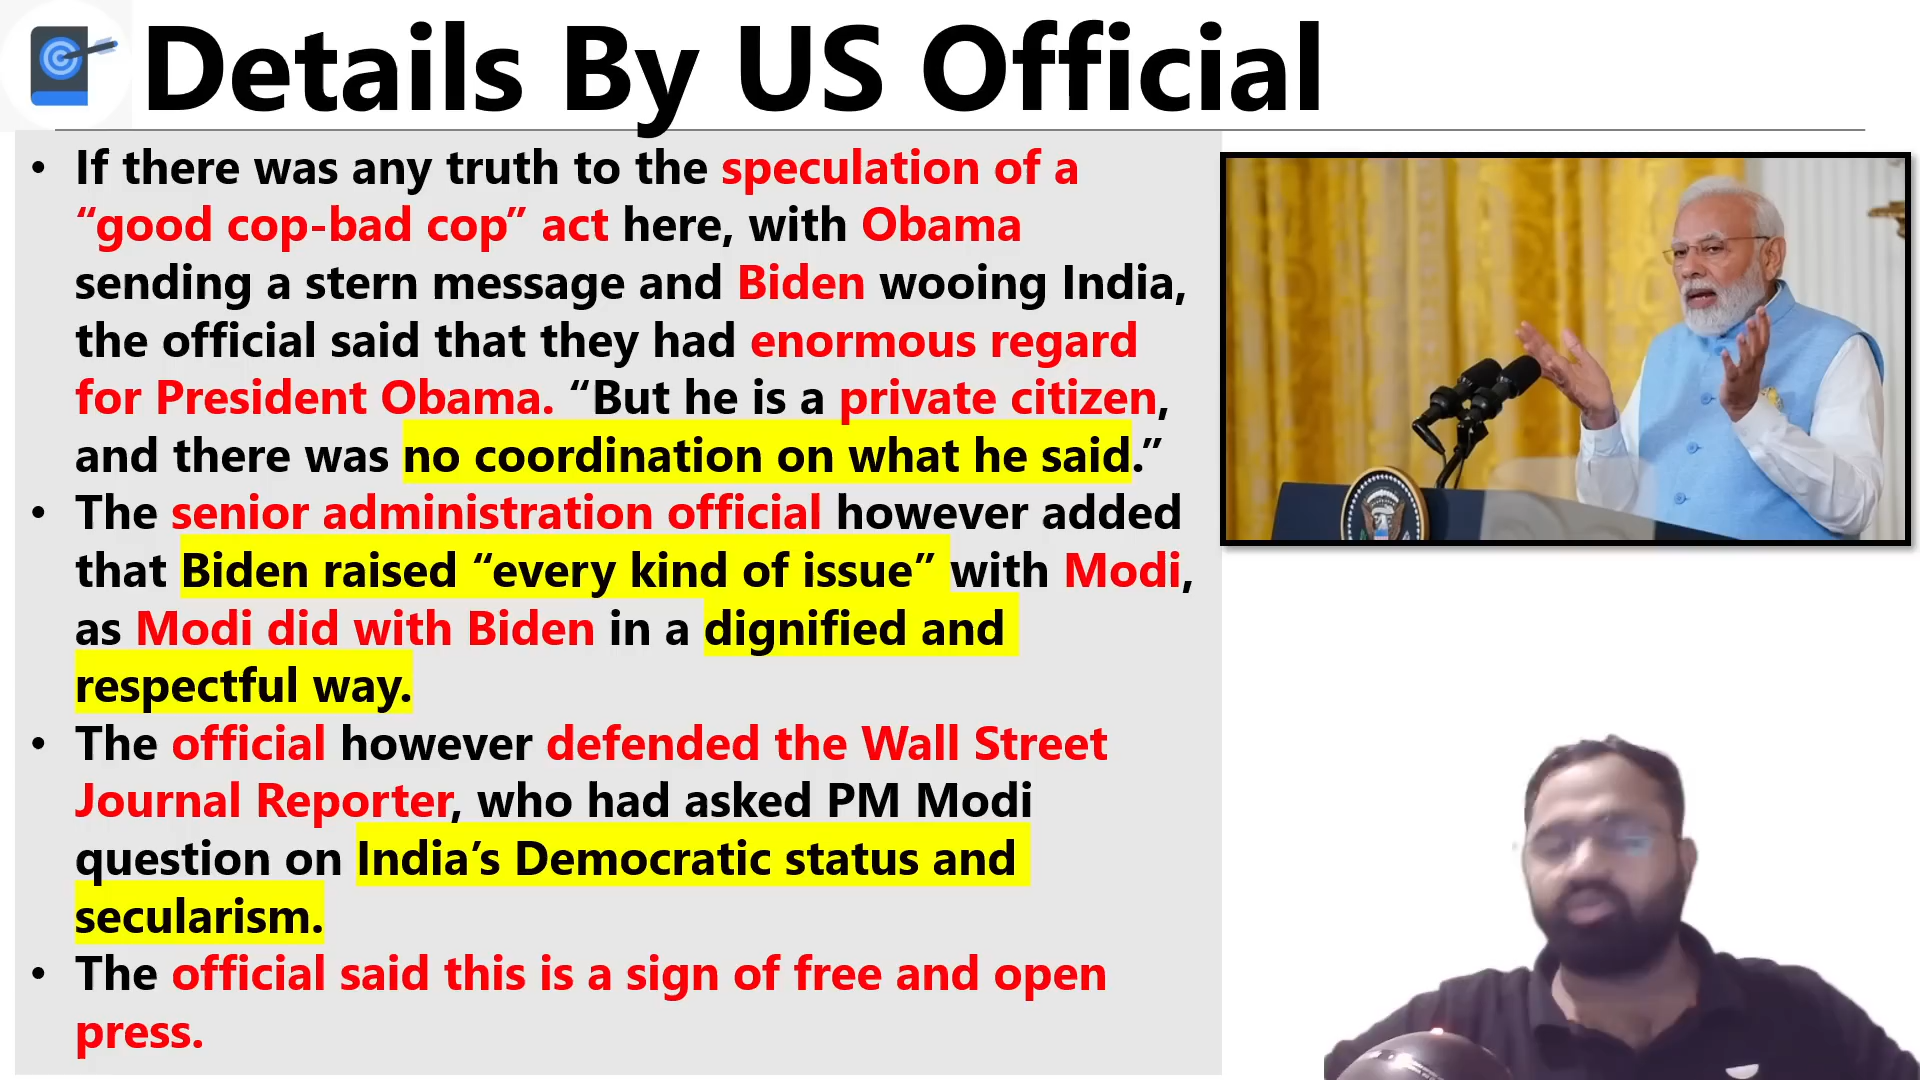 Details By US Official
• If there was any truth to the speculation of a
“good cop-bad cop” act here, with Obama
sending a stern message and Biden wooing India,
the official said that they had enormous regard
for President Obama. “But he is a private citizen,
and there was no coordination on what he said.”
• The senior administration official however added
that Biden raised “every kind of issue” with Modi,
as Modi did with Biden in a dignified and
respectful way.
• The official however defended the Wall Street
Journal Reporter, who had asked PM Modi
question on India’s Democratic status and
secularism.
• The official said this is a sign of free and open
press.